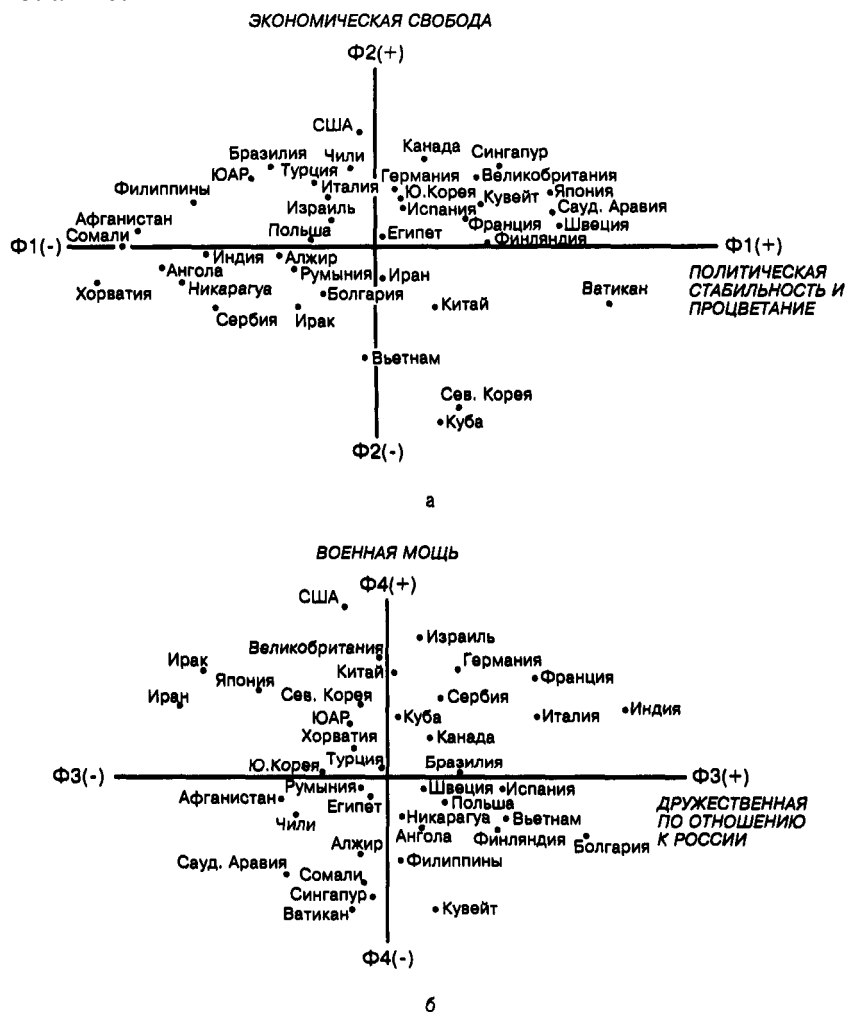 ЭКОНОМИЧЕСКАЯ СВОБОДА
Ф2(+)
США
Канада
Сингапур
Бразилия
Чили
ЮАР
Турция
Германия
Великобритания
Филиппины
Италия
Ю.Корея
Кувейт
Япония
Израиль
Испания
Сауд. Аравия
Афганистан
Польша
Египет
Франция
Швеция
Сомали
Финляндия
Ф1(-)
Ф1(+)
ПОЛИТИЧЕСКАЯ
СТАБИЛЬНОСТЬ И
ПРОЦВЕТАНИЕ
Индия
Алжир
Ангола
Румыния
Иран
Хорватия
Никарагуа
Болгария
Китай
Ватикан
Сербия
Ирак
Вьетнам
Сев. Корея
Куба
Ф2(-)
а
ВОЕННАЯ МОЩЬ
Ф4(+)
США
Израиль
Великобритания
Ирак
Китай
Германия
Франция
Япония
Иран
Сев. Корея
Сербия
ЮАР
Куба
Италия
Индия
Хорватия
Канада
Ю.Корея
Турция
Бразилия
Ф3(-)
Ф3(+)
ДРУЖЕСТВЕННАЯ
ПО ОТНОШЕНИЮ
К РОССИИ
Румыния
Швеция
Испания
Афганистан
Египет
Польша
Чили
Никарагуа
Вьетнам
Ангола
Финляндия
Болгария
Алжир
Филиппины
Сауд. Аравия
Сомали
Сингапур
Ватикан
Кувейт
Ф4(-)
б